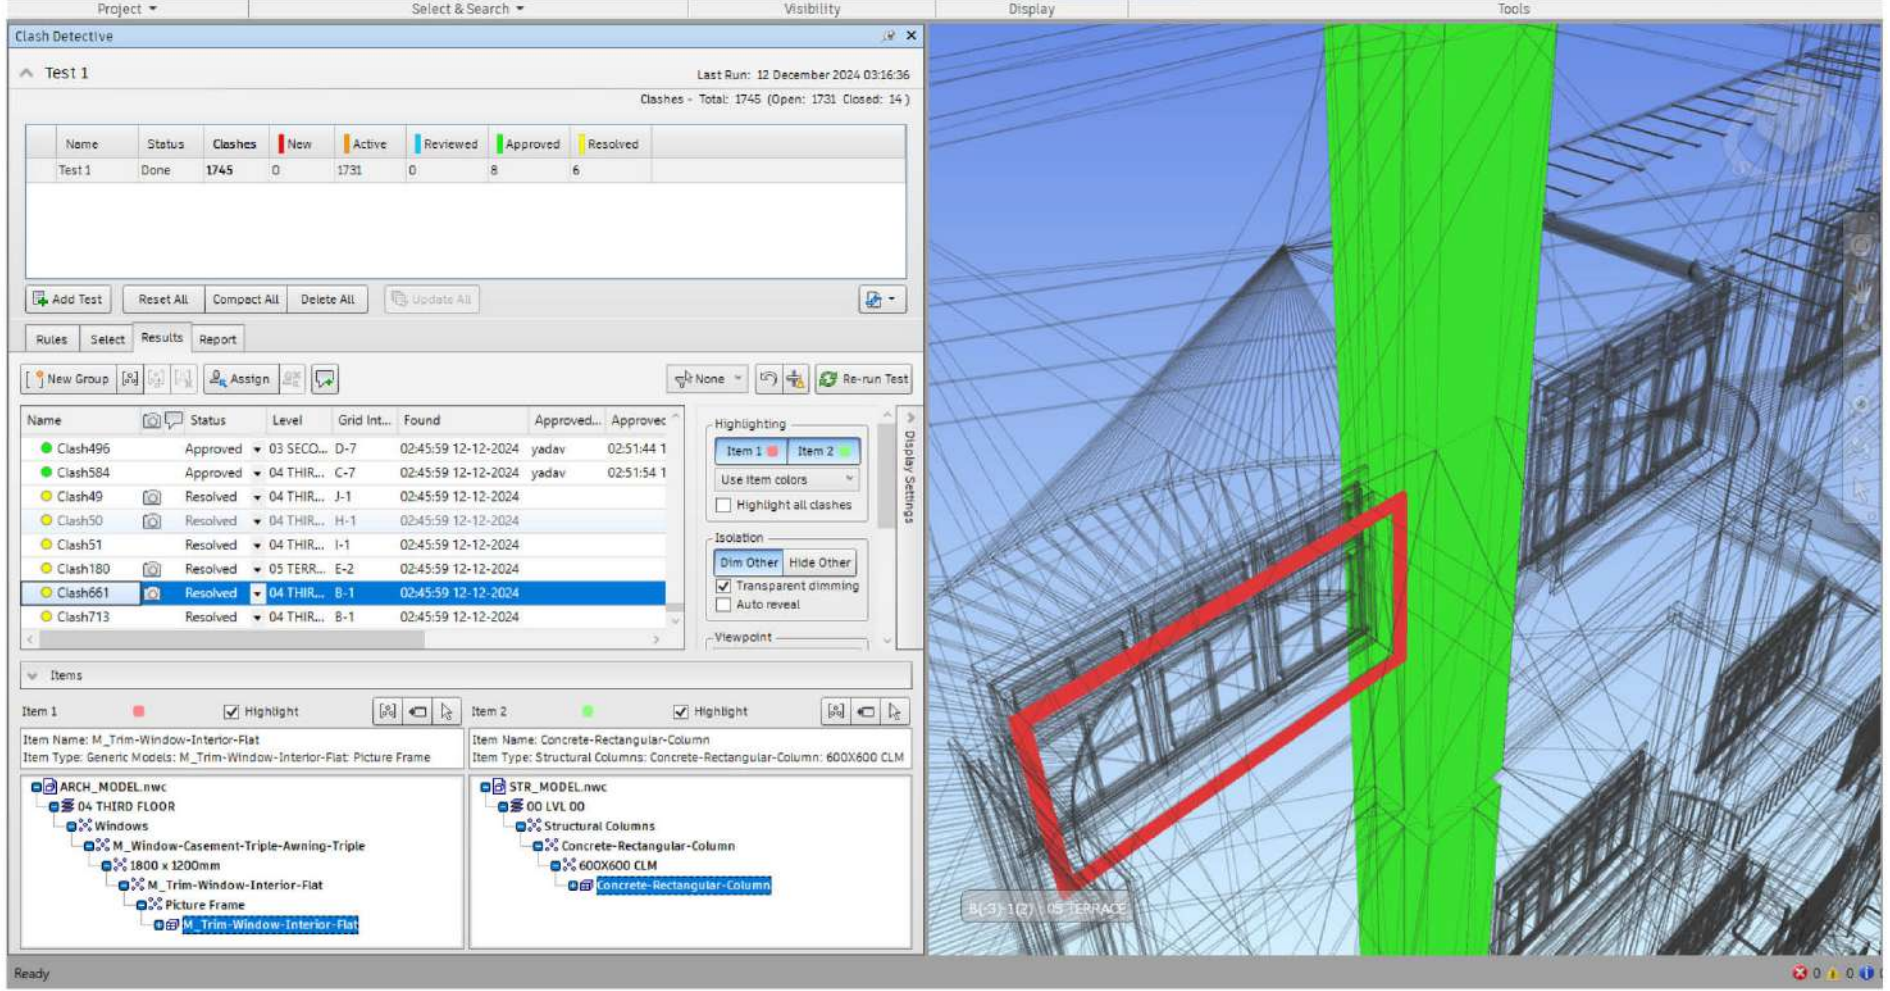 Project Select & Search Visibility Display Tools
Clash Detective
Test 1
Last Run: 12 December 2024 03:16:36
Clashes - Total: 1745 (Open: 1731 Closed: 14)
Name Status Clashes New Active Reviewed Approved Resolved
Test 1 Done 1745 0 1731 0 8 6
Add Test Reset All Compact All Delete All Update All
Rules Select Results Report
New Group Assign None Re-run Test
Name Status Level Grid Int... Found Approved... Approved
Clash496 Approved 03 SECO... D-7 02:45:59 12-12-2024 yadav 02:51:44 1
Clash584 Approved 04 THIR... C-7 02:45:59 12-12-2024 yadav 02:51:54 1
Clash49 Resolved 04 THIR... J-1 02:45:59 12-12-2024
Clash50 Resolved 04 THIR... H-1 02:45:59 12-12-2024
Clash51 Resolved 04 THIR... I-1 02:45:59 12-12-2024
Clash180 Resolved 05 TERR... E-2 02:45:59 12-12-2024
Clash661 Resolved 04 THIR... B-1 02:45:59 12-12-2024
Clash713 Resolved 04 THIR... B-1 02:45:59 12-12-2024
Highlighting
Item 1 Item 2
Use item colors
Highlight all clashes
Isolation
Dim Other Hide Other
Transparent dimming
Auto reveal
Viewpoint
Display Settings
Items
Item 1 Highlight
Item Name: M_Trim-Window-Interior-Flat
Item Type: Generic Models: M_Trim-Window-Interior-Flat: Picture Frame
ARCH_MODEL.nwc
04 THIRD FLOOR
Windows
M_Window-Casement-Triple-Awning-Triple
1800 x 1200mm
M_Trim-Window-Interior-Flat
Picture Frame
M_Trim-Window-Interior-Flat
Item 2 Highlight
Item Name: Concrete-Rectangular-Column
Item Type: Structural Columns: Concrete-Rectangular-Column: 600X600 CLM
STR_MODEL.nwc
00 LVL 00
Structural Columns
Concrete-Rectangular-Column
600X600 CLM
Concrete-Rectangular-Column
B(-3)-1(2) : 05 TERRACE
Ready
0 0